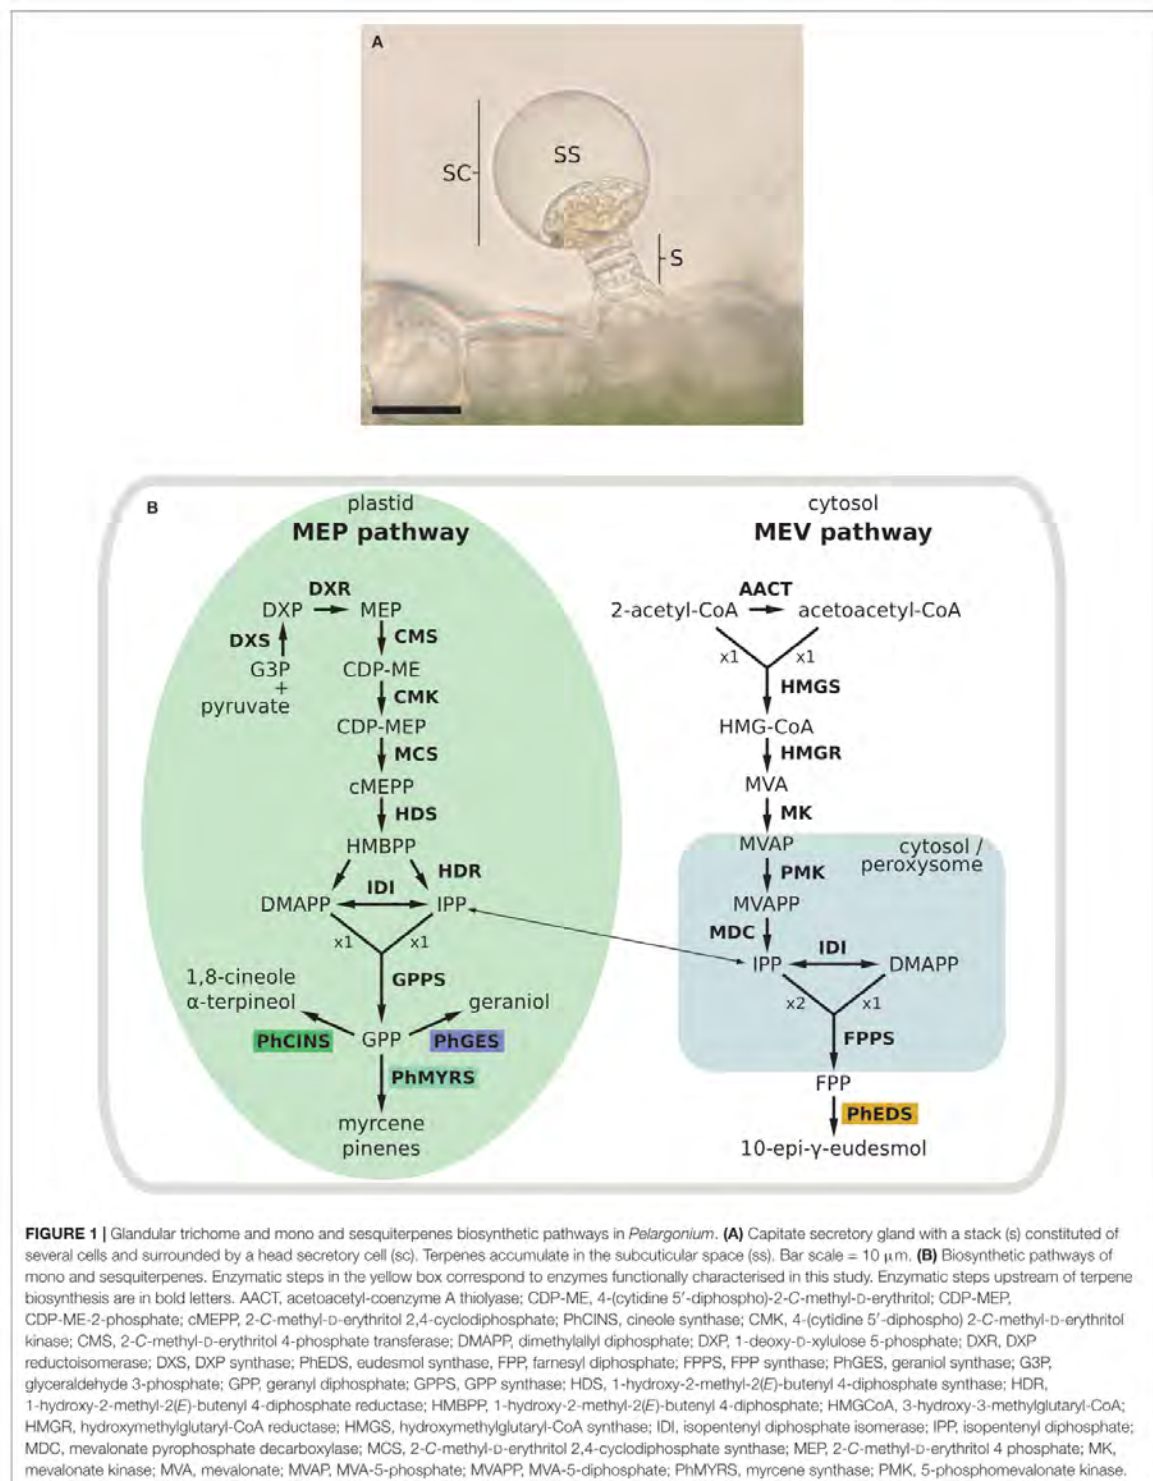 A
SS
SC
S
B
plastid
MEP pathway
cytosol
MEV pathway
DXR
DXP
MEP
DXS
CMS
G3P
+
pyruvate
CDP-ME
CMK
CDP-MEP
MCS
cMEPP
HDS
HMBPP
HDR
IDI
DMAPP
IPP
x1
x1
GPPS
1,8-cineole
α-terpineol
geraniol
PhCINS
GPP
PhGES
PhMYRS
myrcene
pinenes
AACT
2-acetyl-CoA
acetoacetyl-CoA
x1
x1
HMGS
HMG-CoA
HMGR
MVA
MK
MVAP
cytosol /
peroxysome
PMK
MVAPP
MDC
IDI
IPP
DMAPP
x2
x1
FPPS
FPP
PhEDS
10-epi-γ-eudesmol
FIGURE 1 | Glandular trichome and mono and sesquiterpenes biosynthetic pathways in Pelargonium. (A) Capitate secretory gland with a stack (s) constituted of
several cells and surrounded by a head secretory cell (sc). Terpenes accumulate in the subcuticular space (ss). Bar scale = 10 μm. (B) Biosynthetic pathways of
mono and sesquiterpenes. Enzymatic steps in the yellow box correspond to enzymes functionally characterised in this study. Enzymatic steps upstream of terpene
biosynthesis are in bold letters. AACT, acetoacetyl-coenzyme A thiolyase; CDP-ME, 4-(cytidine 5′-diphospho)-2-C-methyl-D-erythritol; CDP-MEP,
CDP-ME-2-phosphate; cMEPP, 2-C-methyl-D-erythritol 2,4-cyclodiphosphate; PhCINS, cineole synthase; CMK, 4-(cytidine 5′-diphospho) 2-C-methyl-D-erythritol
kinase; CMS, 2-C-methyl-D-erythritol 4-phosphate transferase; DMAPP, dimethylallyl diphosphate; DXP, 1-deoxy-D-xylulose 5-phosphate; DXR, DXP
reductoisomerase; DXS, DXP synthase; PhEDS, eudesmol synthase, FPP, farnesyl diphosphate; FPPS, FPP synthase; PhGES, geraniol synthase; G3P,
glyceraldehyde 3-phosphate; GPP, geranyl diphosphate; GPPS, GPP synthase; HDS, 1-hydroxy-2-methyl-2(E)-butenyl 4-diphosphate synthase; HDR,
1-hydroxy-2-methyl-2(E)-butenyl 4-diphosphate reductase; HMBPP, 1-hydroxy-2-methyl-2(E)-butenyl 4-diphosphate; HMGCoA, 3-hydroxy-3-methylglutaryl-CoA;
HMGR, hydroxymethylglutaryl-CoA reductase; HMGS, hydroxymethylglutaryl-CoA synthase; IDI, isopentenyl diphosphate isomerase; IPP, isopentenyl diphosphate;
MDC, mevalonate pyrophosphate decarboxylase; MCS, 2-C-methyl-D-erythritol 2,4-cyclodiphosphate synthase; MEP, 2-C-methyl-D-erythritol 4 phosphate; MK,
mevalonate kinase; MVA, mevalonate; MVAP, MVA-5-phosphate; MVAPP, MVA-5-diphosphate; PhMYRS, myrcene synthase; PMK, 5-phosphomevalonate kinase.